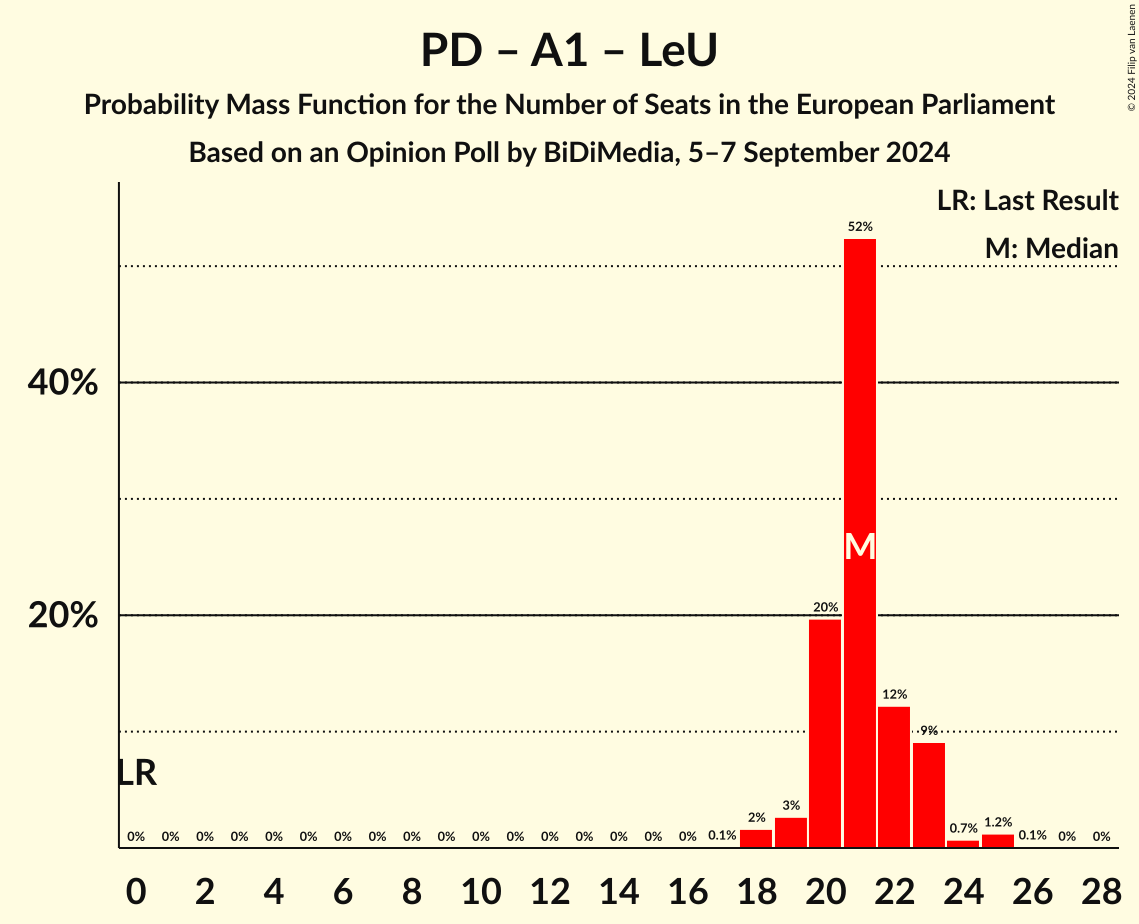 PD – A1 – LeU
Probability Mass Function for the Number of Seats in the European Parliament
Based on an Opinion Poll by BiDiMedia, 5–7 September 2024
© 2024 Filip van Laenen
LR: Last Result
M: Median
40%
20%
52%
M
20%
12%
9%
LR
0% 0% 0% 0% 0% 0% 0% 0% 0% 0% 0% 0% 0% 0% 0% 0% 0% 0.1% 2% 3% 0.7% 1.2% 0.1% 0% 0%
0 2 4 6 8 10 12 14 16 18 20 22 24 26 28